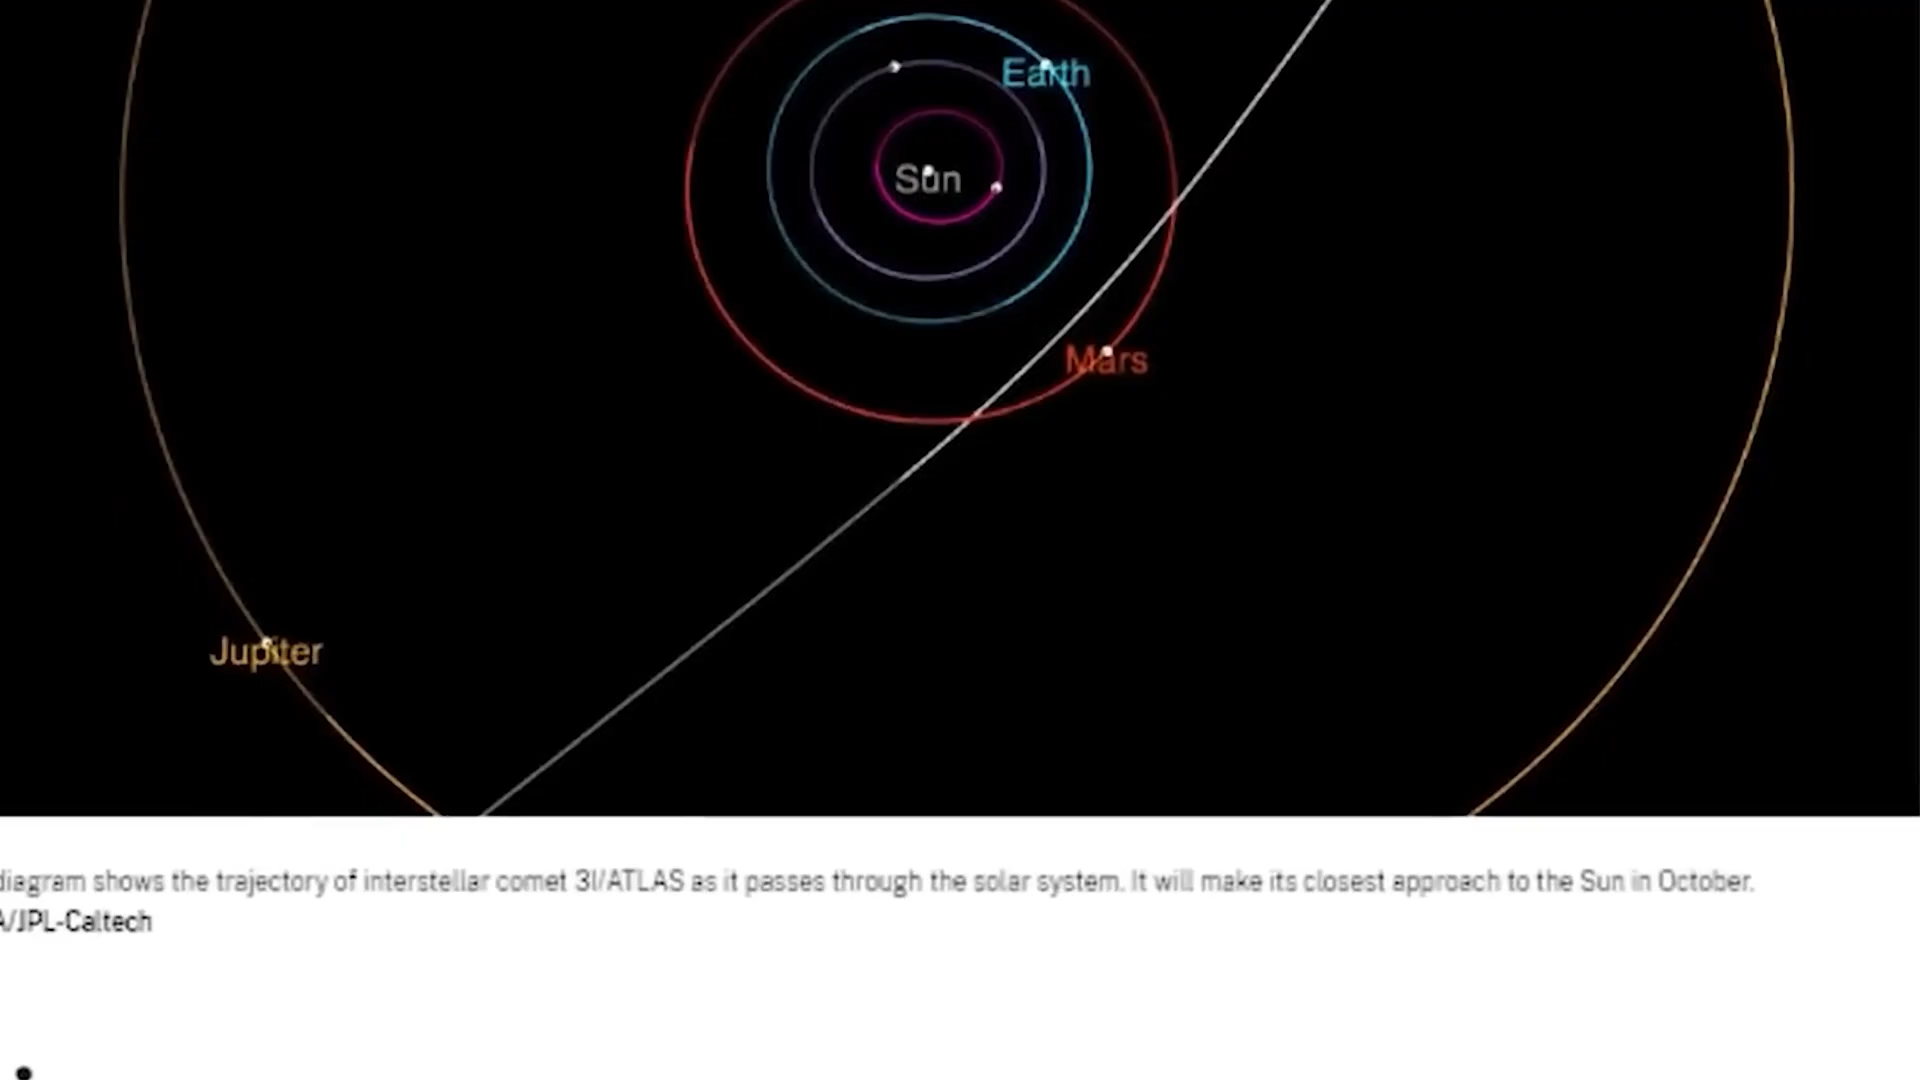 Earth
Sun
Mars
Jupiter
diagram shows the trajectory of interstellar comet 3I/ATLAS as it passes through the solar system. It will make its closest approach to the Sun in October.
A/JPL-Caltech